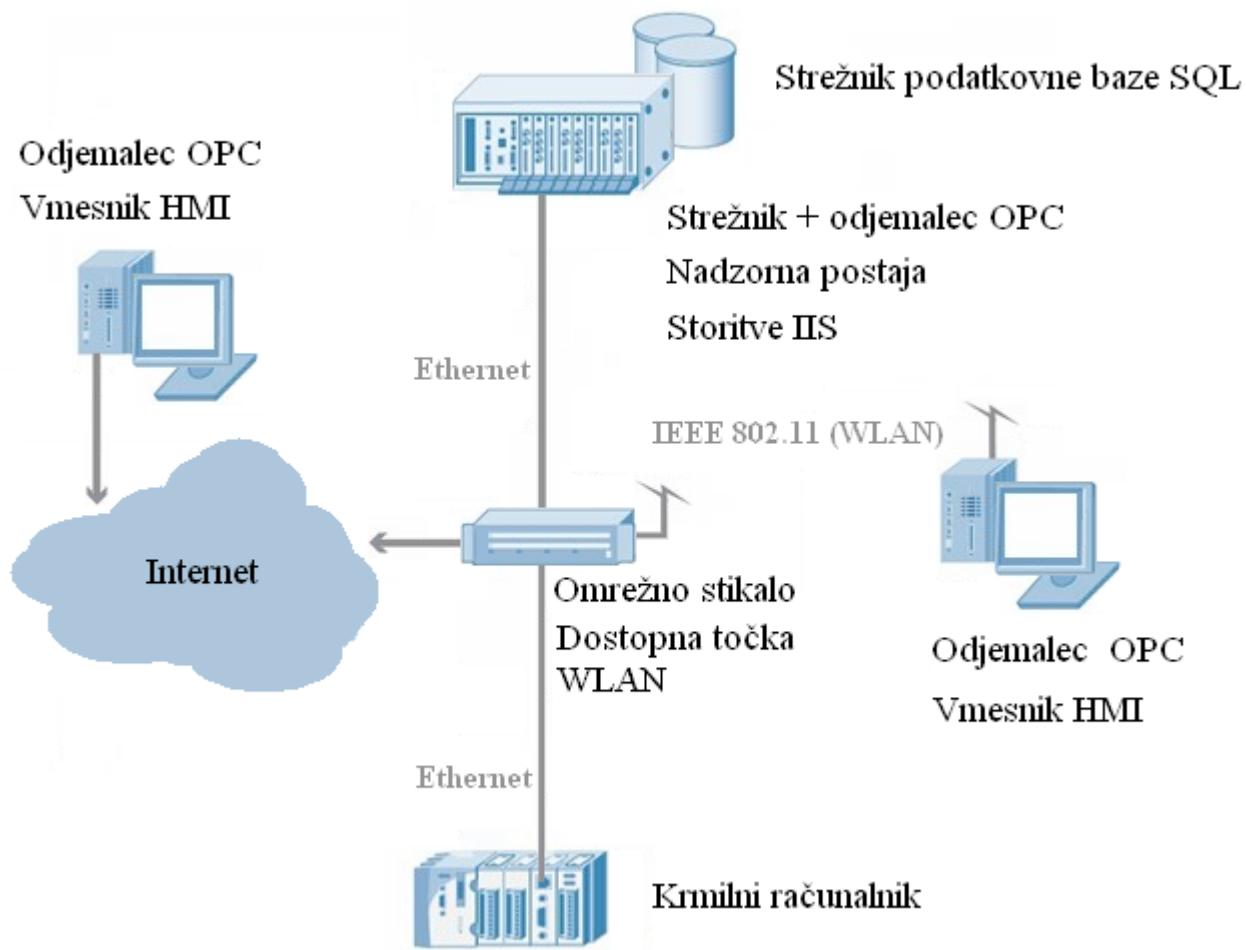 Strežnik podatkovne baze SQL
Odjemalec OPC
Vmesnik HMI
Strežnik + odjemalec OPC
Nadzorna postaja
Storitve IIS
Ethernet
IEEE 802.11 (WLAN)
Internet
Omrežno stikalo
Dostopna točka
WLAN
Odjemalec OPC
Vmesnik HMI
Ethernet
Krmilni računalnik